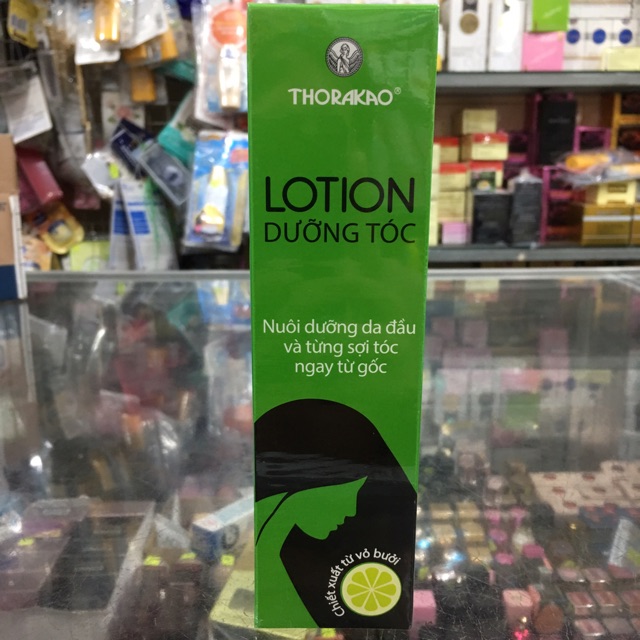 THORAKAO®
LOTION
DƯỠNG TÓC
Nuôi dưỡng da đầu
và từng sợi tóc
ngay từ gốc
Chiết xuất từ vỏ bưởi